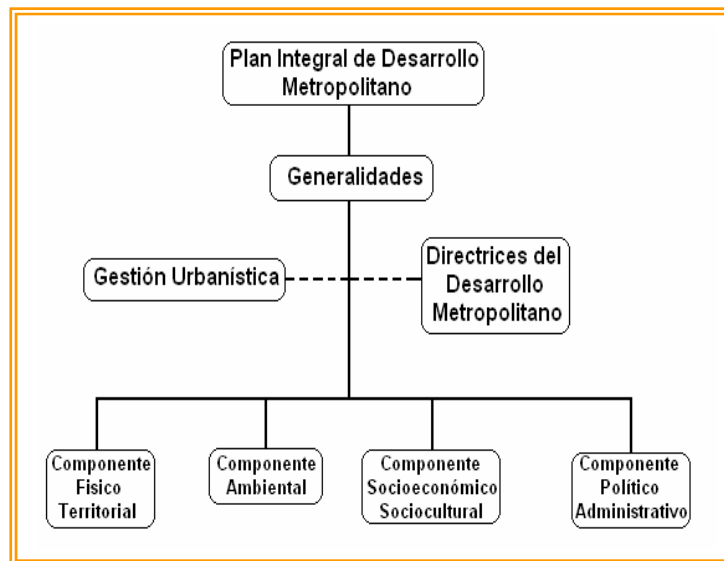 Plan Integral de Desarrollo
Metropolitano
Generalidades
Gestión Urbanística
Directrices del
Desarrollo
Metropolitano
Componente
Fisico
Territorial
Componente
Ambiental
Componente
Socioeconómico
Sociocultural
Componente
Político
Administrativo